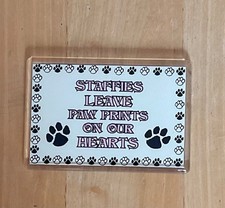 STAFFIES
LEAVE
PAW PRINTS
ON OUR
HEARTS